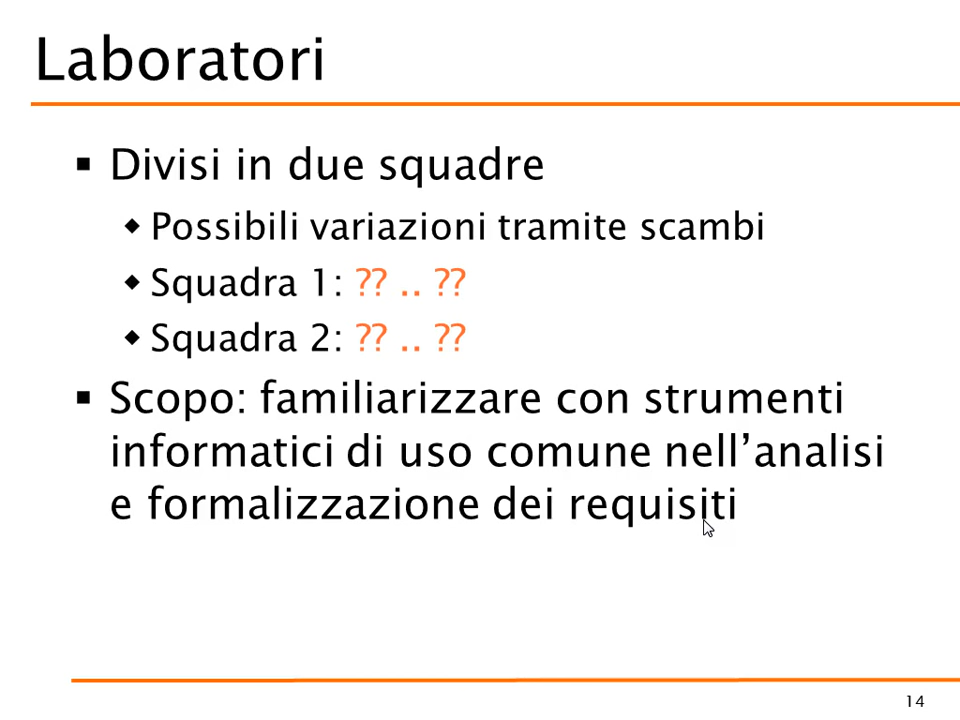 Laboratori
Divisi in due squadre
Possibili variazioni tramite scambi
Squadra 1: ?? .. ??
Squadra 2: ?? .. ??
Scopo: familiarizzare con strumenti
informatici di uso comune nell’analisi
e formalizzazione dei requisiti
14